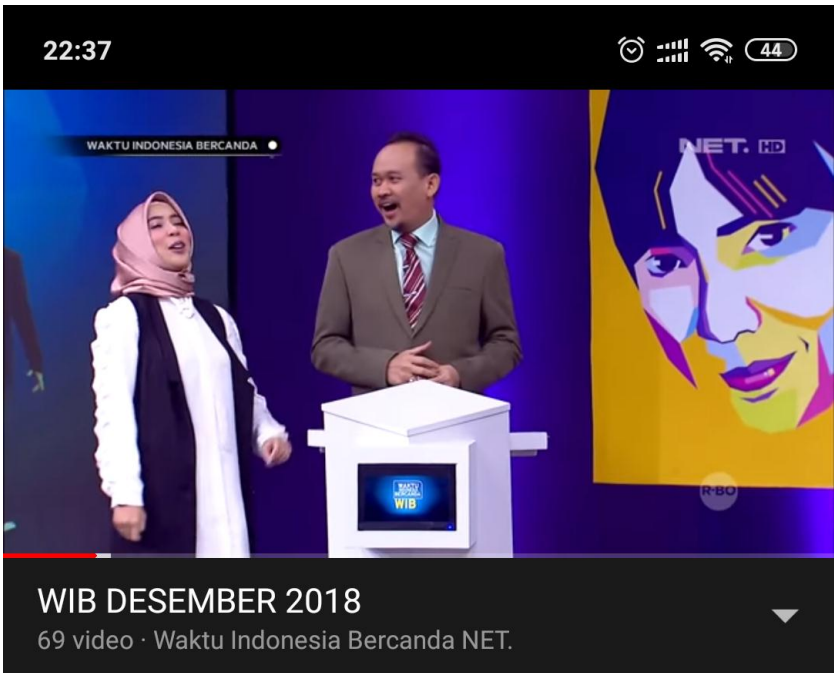 22:37
44
WAKTU INDONESIA BERCANDA
NET. HD
WAKTU
INDONESIA
BERCANDA
WIB
R-BO
WIB DESEMBER 2018
69 video · Waktu Indonesia Bercanda NET.